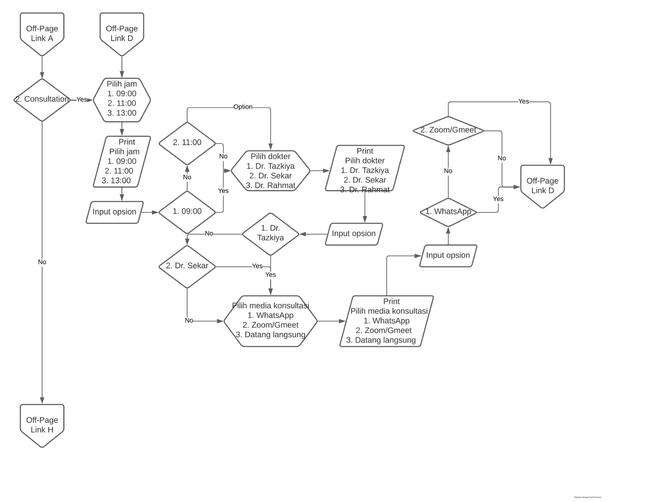 Off-Page
Link A
Off-Page
Link D
2. Consultation
Yes
Pilih jam
1. 09:00
2. 11:00
3. 13:00
Print
Pilih jam
1. 09:00
2. 11:00
3. 13:00
Input opsion
Option
2. 11:00
No
No
Yes
1. 09:00
Pilih dokter
1. Dr. Tazkiya
2. Dr. Sekar
3. Dr. Rahmat
Print
Pilih dokter
1. Dr. Tazkiya
2. Dr. Sekar
3. Dr. Rahmat
Input opsion
1. Dr.
Tazkiya
No
2. Dr. Sekar
Yes
Yes
No
Pilih media konsultasi
1. WhatsApp
2. Zoom/Gmeet
3. Datang langsung
Print
Pilih media konsultasi
1. WhatsApp
2. Zoom/Gmeet
3. Datang langsung
Input opsion
1. WhatsApp
No
Yes
2. Zoom/Gmeet
No
Yes
Off-Page
Link D
No
Off-Page
Link H